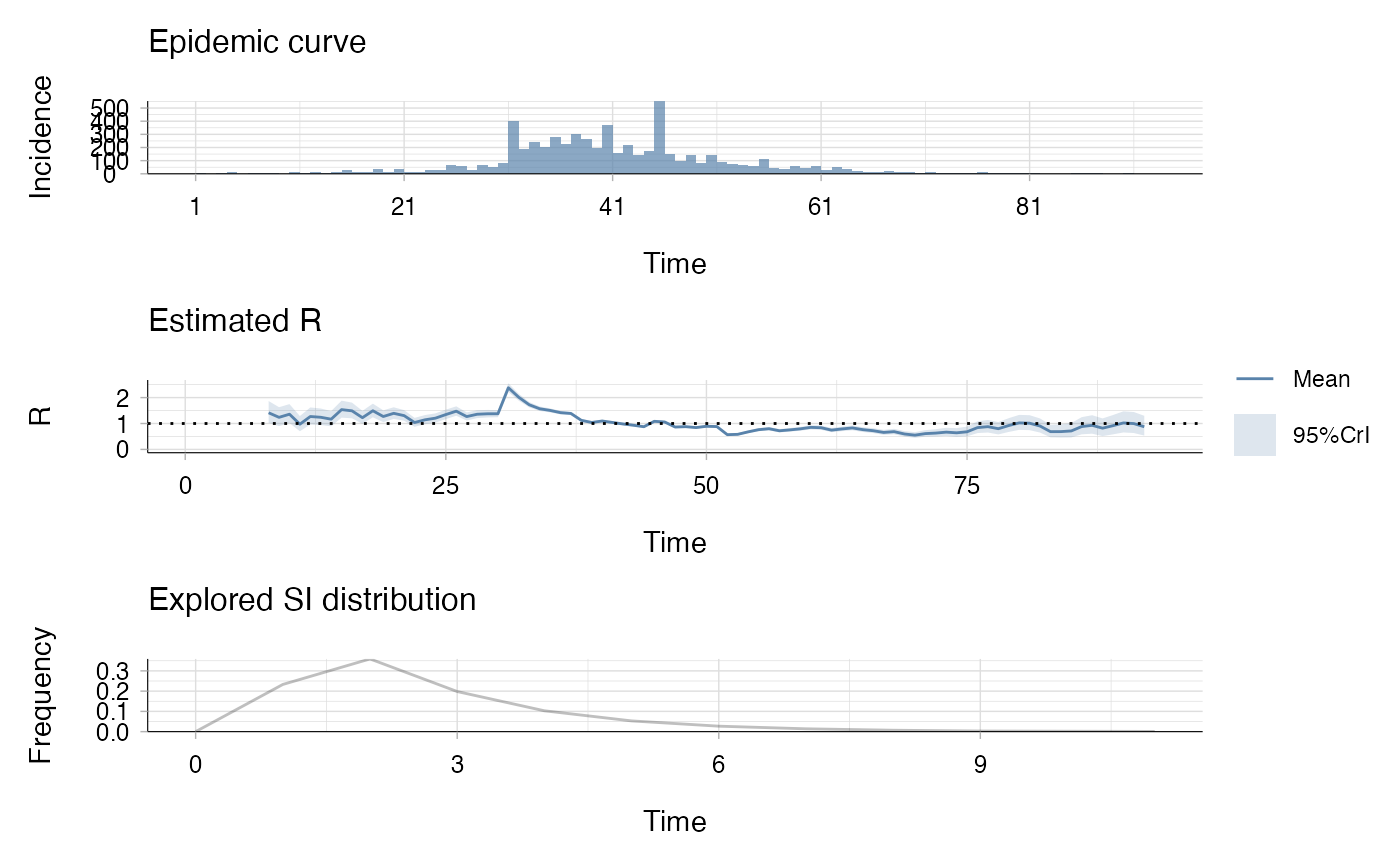 Epidemic curve
Incidence
500
400
300
200
100
0
1 21 41 61 81
Time
Estimated R
R
2
1
0
0 25 50 75
Time
Mean
95%CrI
Explored SI distribution
Frequency
0.3
0.2
0.1
0.0
0 3 6 9
Time